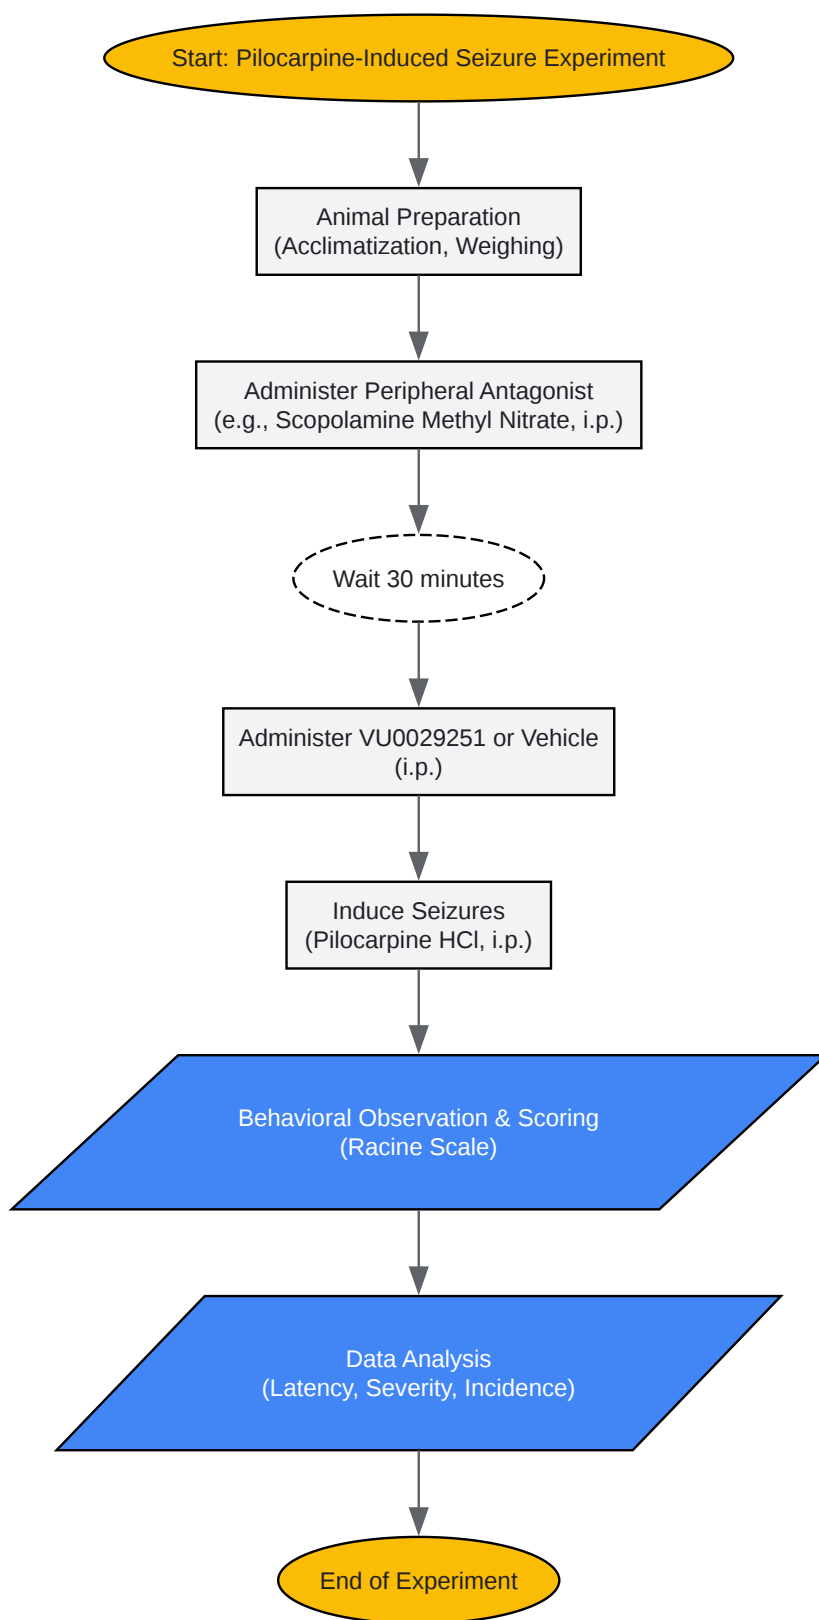 Start: Pilocarpine-Induced Seizure Experiment
Animal Preparation
(Acclimatization, Weighing)
Administer Peripheral Antagonist
(e.g., Scopolamine Methyl Nitrate, i.p.)
Wait 30 minutes
Administer VU0029251 or Vehicle
(i.p.)
Induce Seizures
(Pilocarpine HCl, i.p.)
Behavioral Observation & Scoring
(Racine Scale)
Data Analysis
(Latency, Severity, Incidence)
End of Experiment